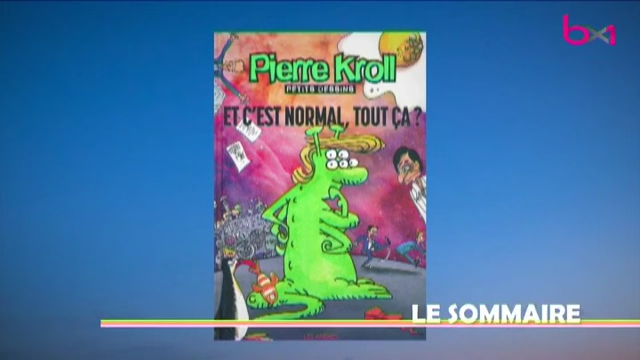 bx1
Pierre Kroll
PETITS DESSINS
ET C'EST NORMAL, TOUT ÇA ?
LE SOMMAIRE